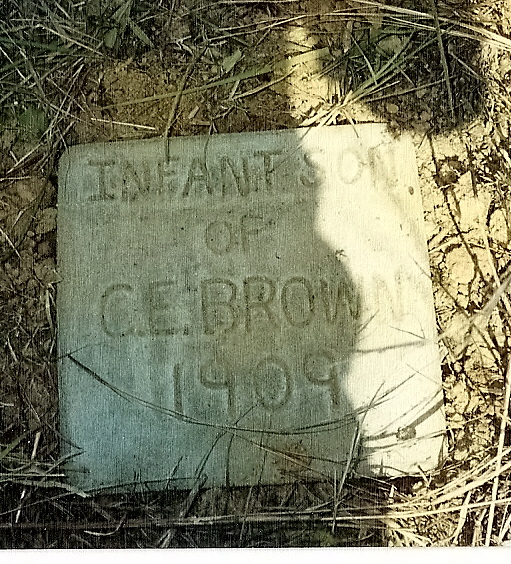 INFANT SON
OF
C.E. BROWN
1909